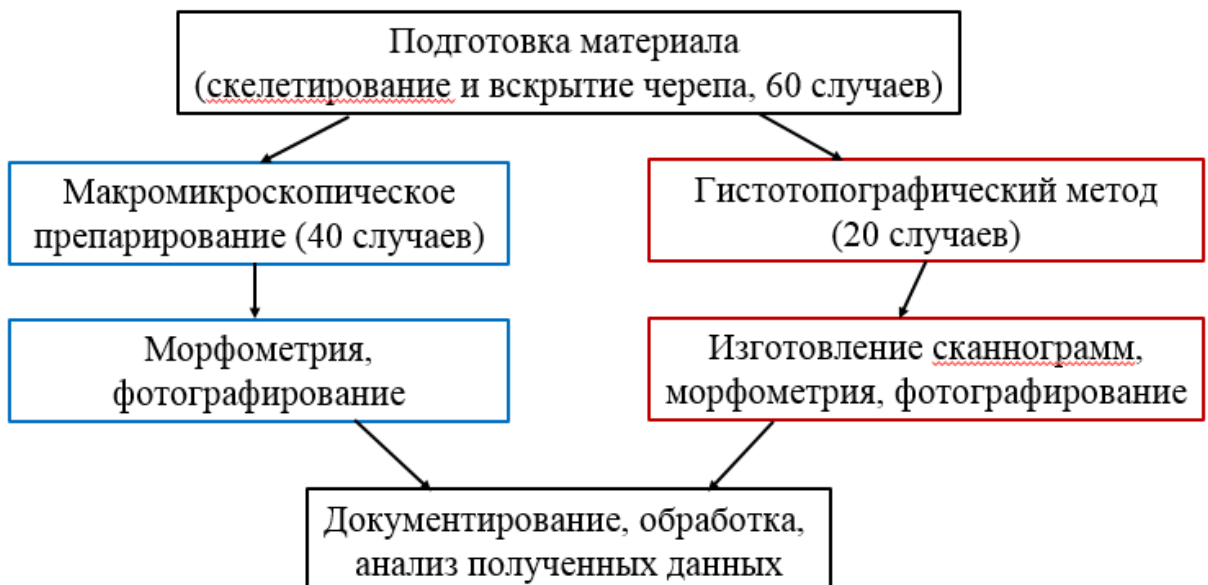 Подготовка материала
(скелетирование и вскрытие черепа, 60 случаев)
Макромикроскопическое
препарирование (40 случаев)
Гистотопографический метод
(20 случаев)
Морфометрия,
фотографирование
Изготовление сканнограмм,
морфометрия, фотографирование
Документирование, обработка,
анализ полученных данных